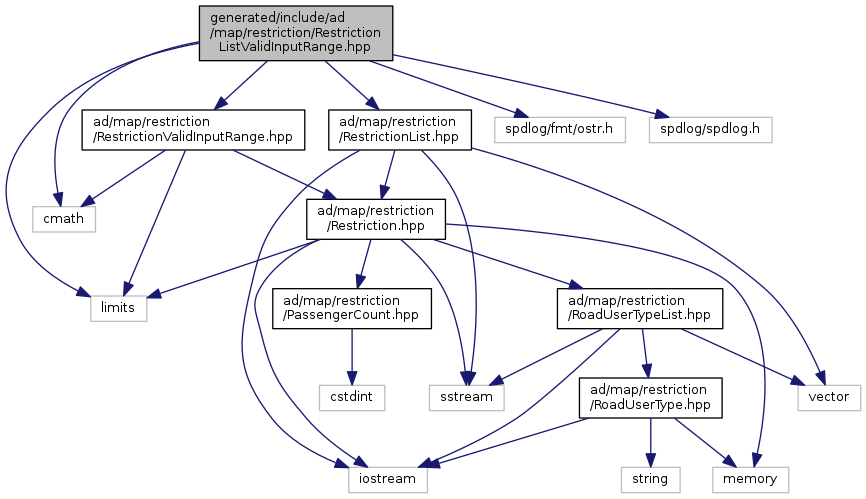 generated/include/ad
/map/restriction/Restriction
ListValidInputRange.hpp
ad/map/restriction
/RestrictionValidInputRange.hpp
ad/map/restriction
/RestrictionList.hpp
spdlog/fmt/ostr.h
spdlog/spdlog.h
cmath
ad/map/restriction
/Restriction.hpp
limits
ad/map/restriction
/PassengerCount.hpp
ad/map/restriction
/RoadUserTypeList.hpp
cstdint
sstream
ad/map/restriction
/RoadUserType.hpp
vector
iostream
string
memory